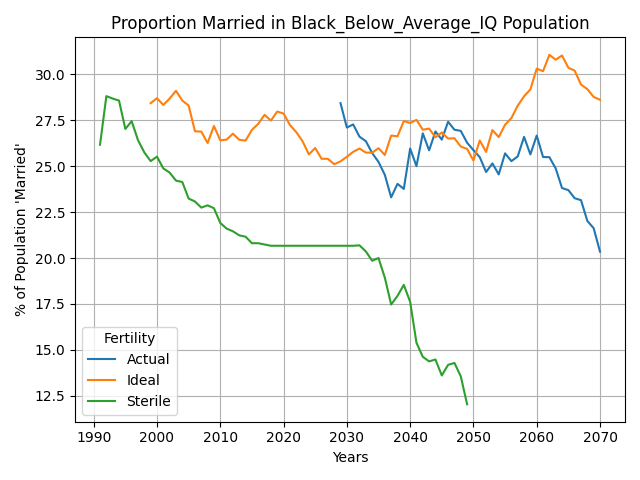 Proportion Married in Black_Below_Average_IQ Population
% of Population 'Married'
30.0
27.5
25.0
22.5
20.0
17.5
15.0
12.5
Fertility
Actual
Ideal
Sterile
1990 2000 2010 2020 2030 2040 2050 2060 2070
Years